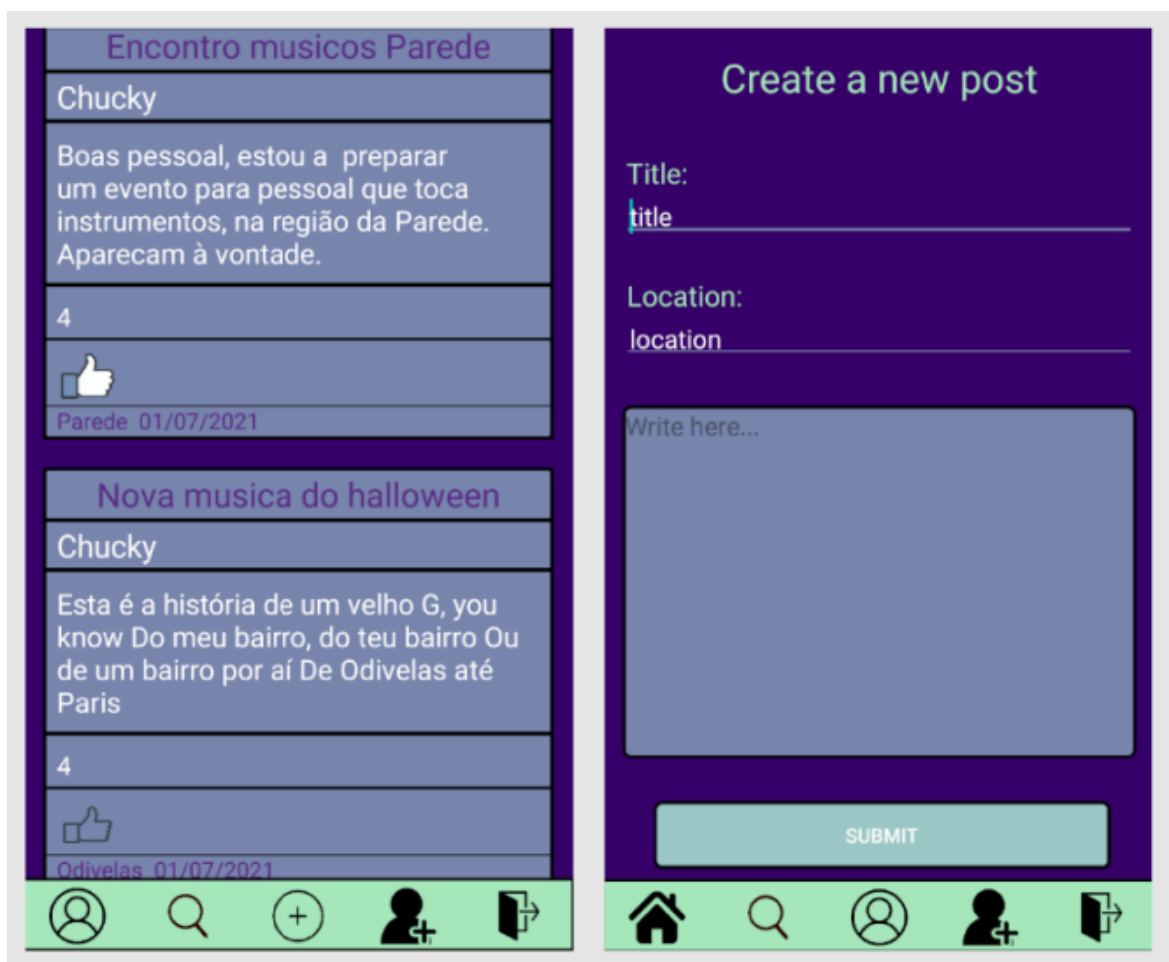 Encontro musicos Parede
Chucky
Boas pessoal, estou a  preparar
um evento para pessoal que toca
instrumentos, na região da Parede.
Aparecam à vontade.
4
Parede  01/07/2021
Nova musica do halloween
Chucky
Esta é a história de um velho G, you
know Do meu bairro, do teu bairro Ou
de um bairro por aí De Odivelas até
Paris
4
Odivelas  01/07/2021
Create a new post
Title:
title
Location:
location
Write here...
SUBMIT